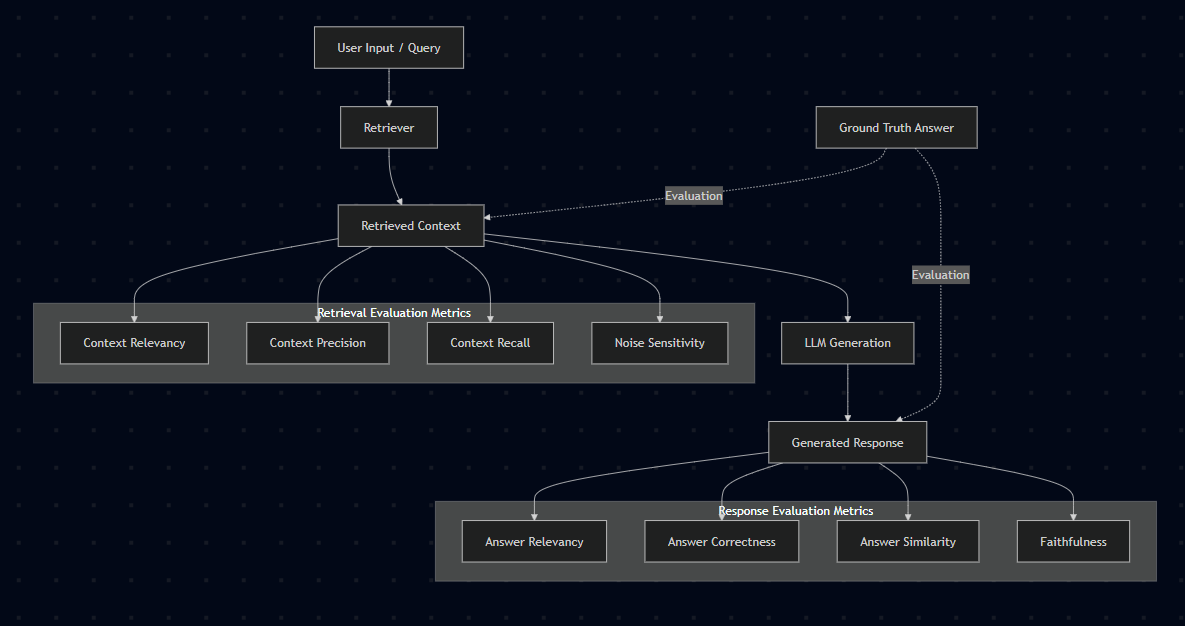 User Input / Query
Retriever
Ground Truth Answer
Evaluation
Retrieved Context
Evaluation
Retrieval Evaluation Metrics
Context Relevancy
Context Precision
Context Recall
Noise Sensitivity
LLM Generation
Generated Response
Response Evaluation Metrics
Answer Relevancy
Answer Correctness
Answer Similarity
Faithfulness